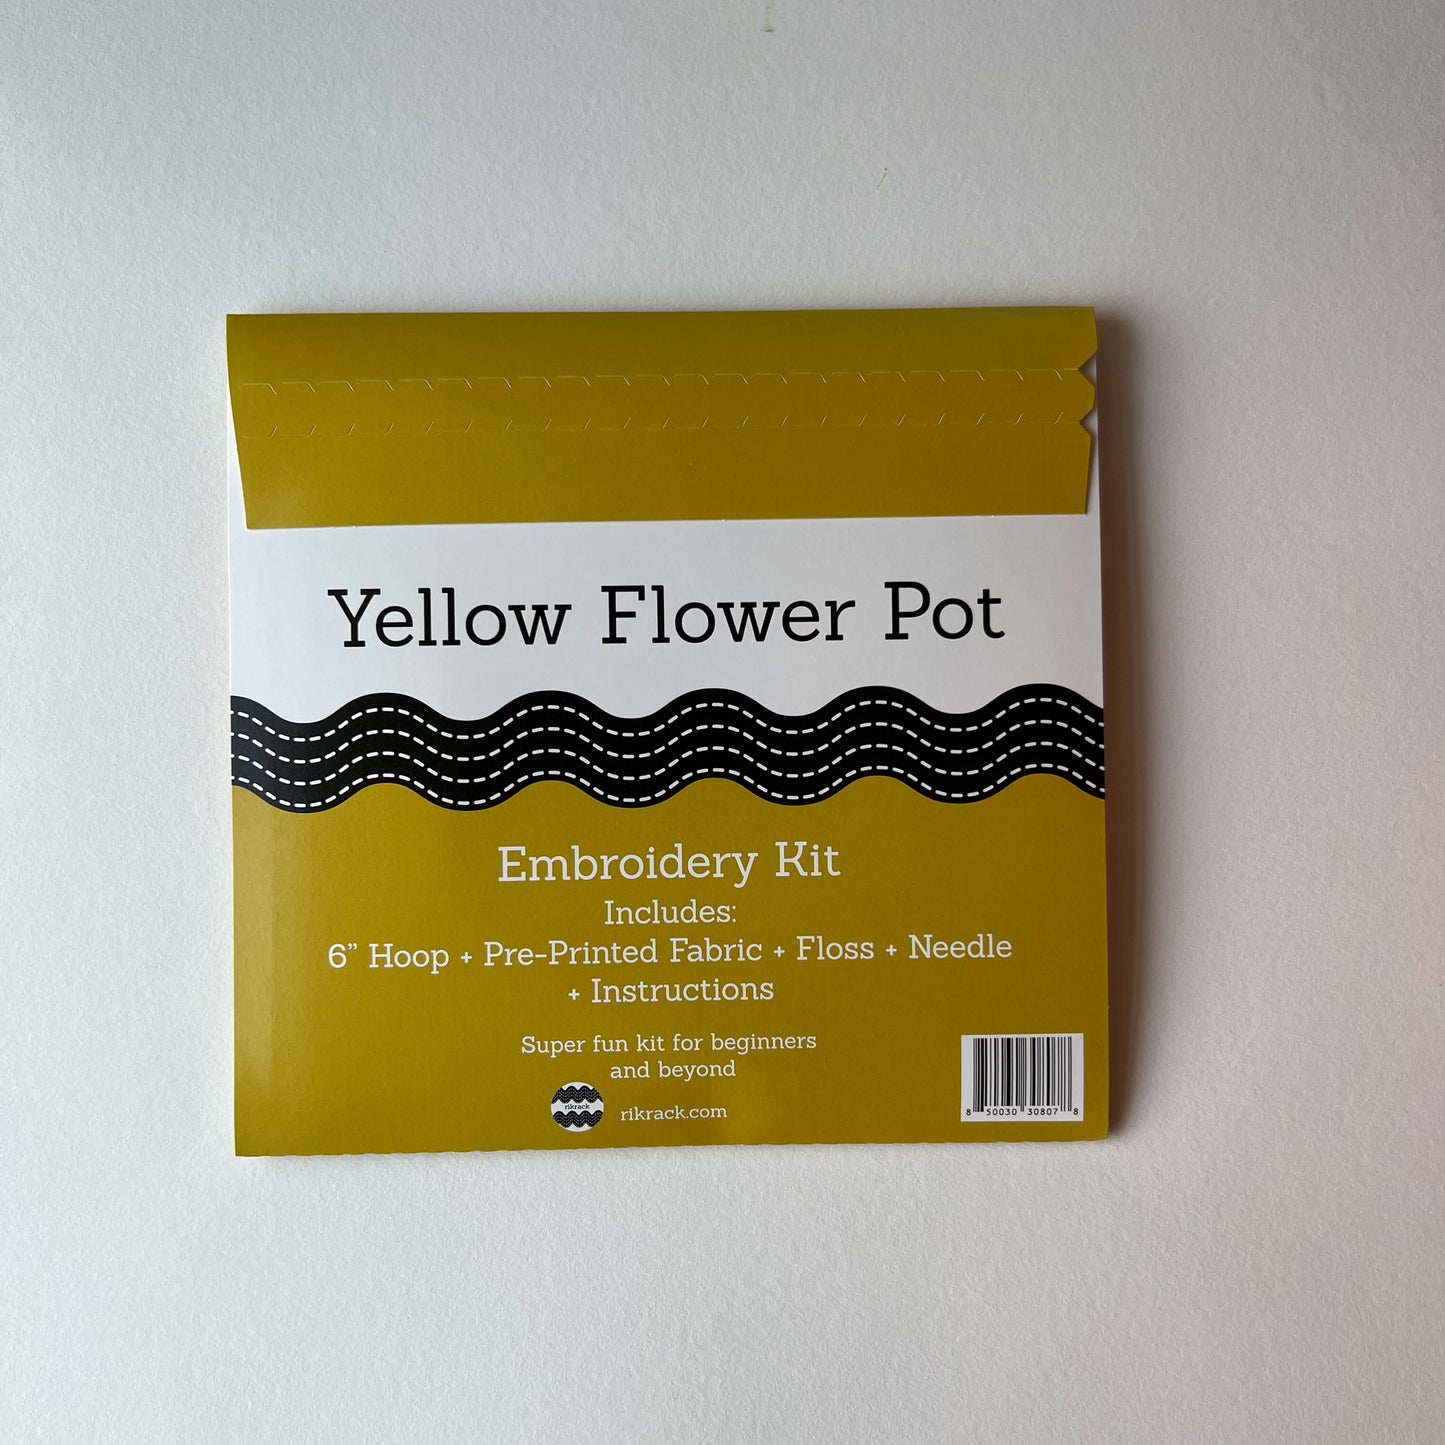 Yellow Flower Pot
Embroidery Kit
Includes:
6” Hoop + Pre-Printed Fabric + Floss + Needle
+ Instructions
Super fun kit for beginners
and beyond
rikrack
rikrack.com
8 50030 30807 8